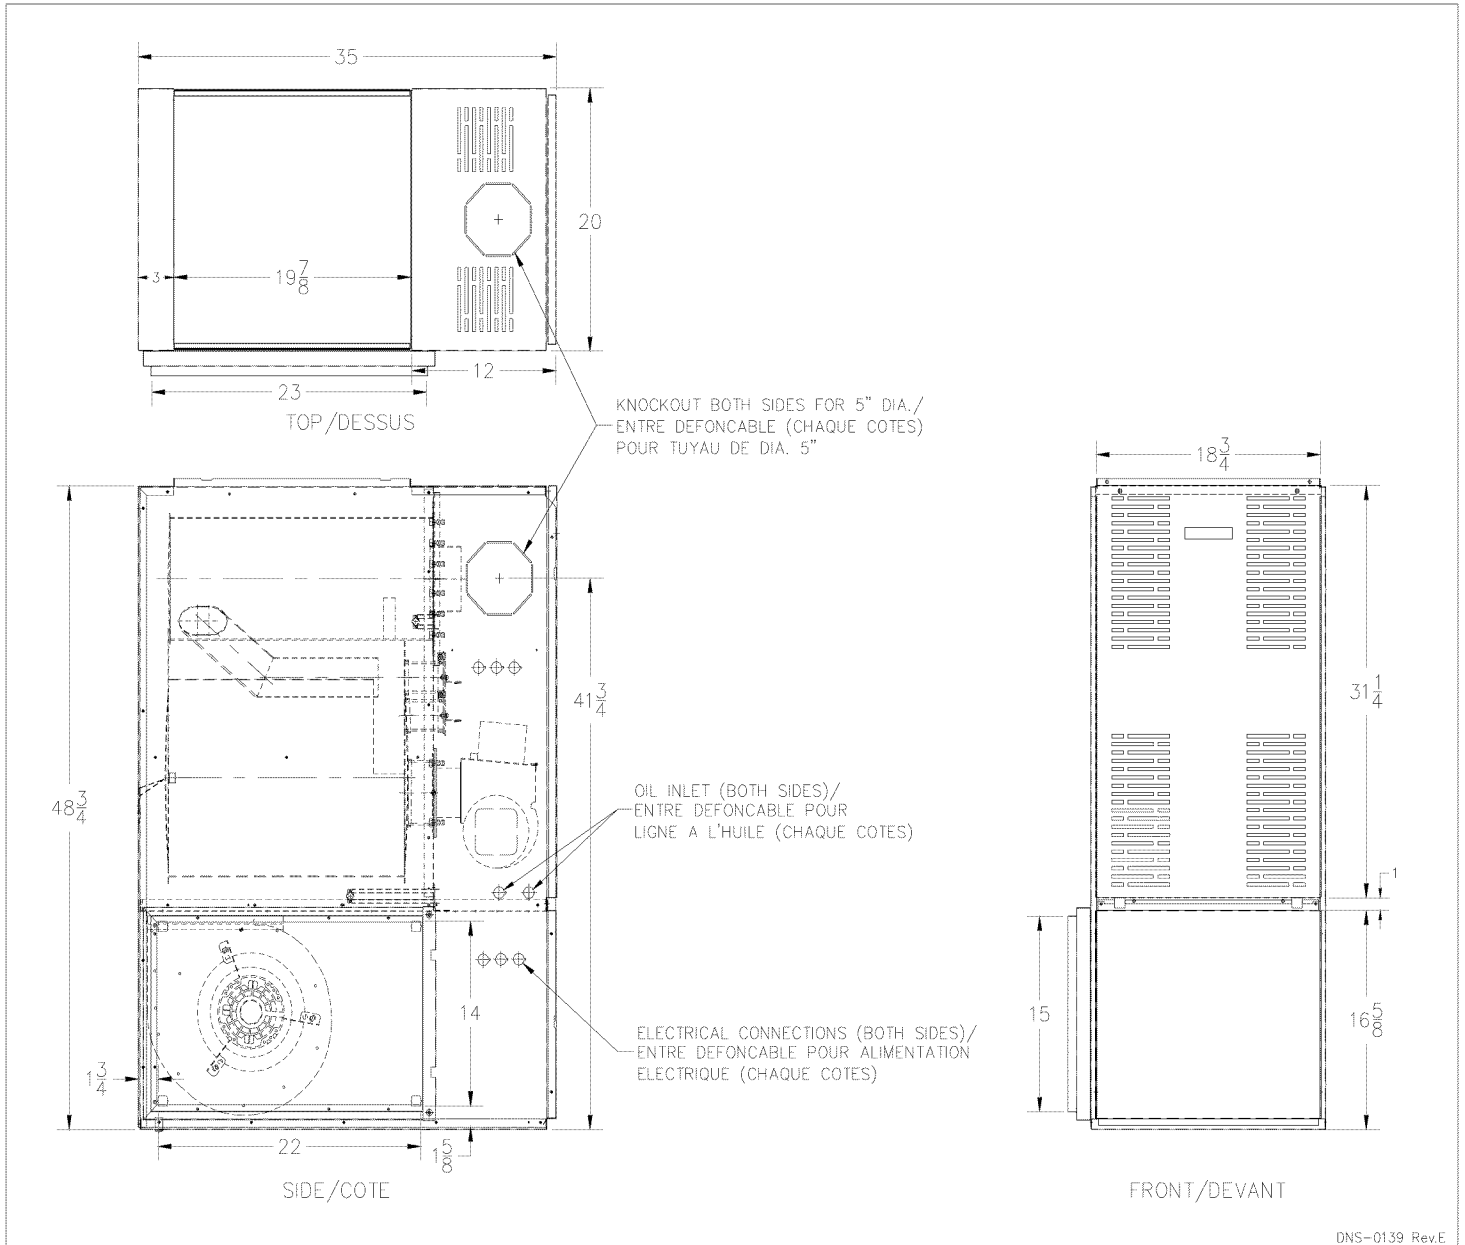 35
20
3
19 7/8
12
23
TOP/DESSUS
KNOCKOUT BOTH SIDES FOR 5" DIA./
ENTRE DEFONCABLE (CHAQUE COTES)
POUR TUYAU DE DIA. 5"
18 3/4
41 3/4
31 1/4
48 3/4
OIL INLET (BOTH SIDES)/
ENTRE DEFONCABLE POUR
LIGNE A L'HUILE (CHAQUE COTES)
1
14
15
16 5/8
ELECTRICAL CONNECTIONS (BOTH SIDES)/
ENTRE DEFONCABLE POUR ALIMENTATION
ELECTRIQUE (CHAQUE COTES)
1 3/4
22
1 5/8
SIDE/COTE
FRONT/DEVANT
DNS-0139 Rev.E